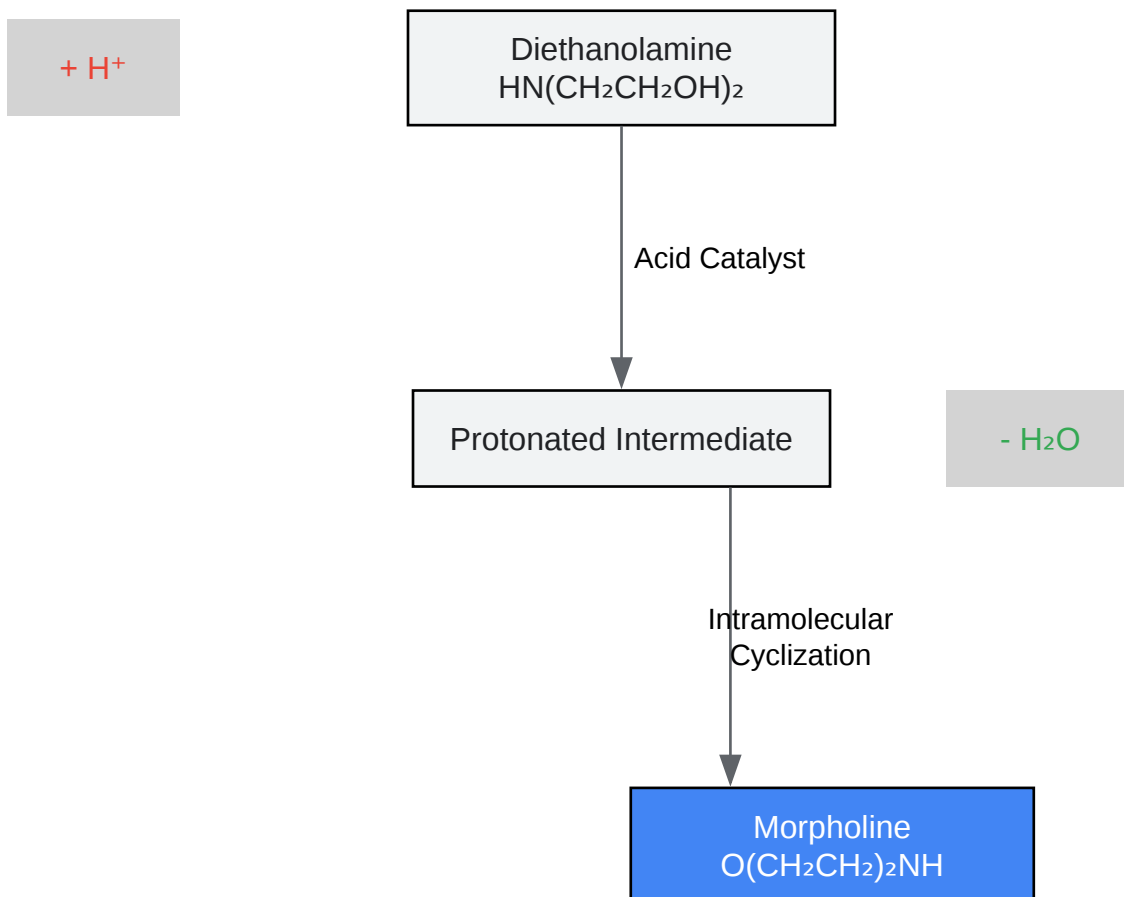 + H⁺
Diethanolamine
HN(CH₂CH₂OH)₂
Acid Catalyst
Protonated Intermediate
- H₂O
Intramolecular
Cyclization
Morpholine
O(CH₂CH₂)₂NH